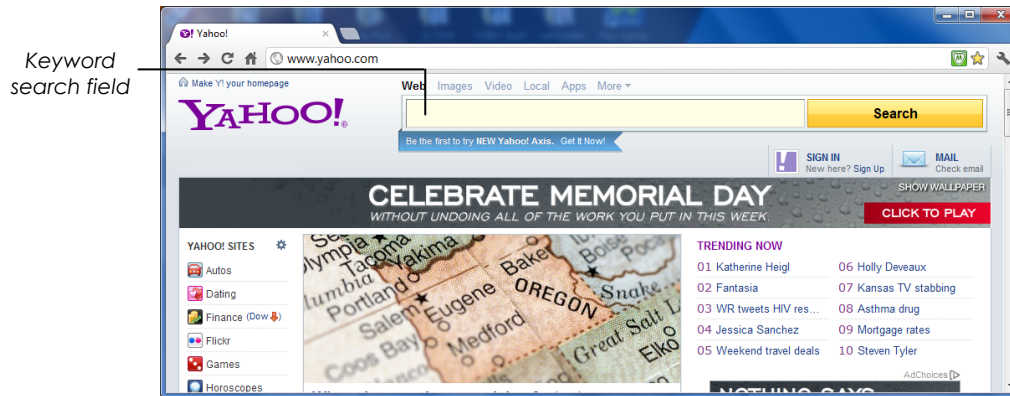 Keyword
search field
Yahoo!
www.yahoo.com
Make Y! your homepage
Web Images Video Local Apps More
YAHOO!
Search
Be the first to try NEW Yahoo! Axis. Get It Now!
SIGN IN
New here? Sign Up
MAIL
Check email
CELEBRATE MEMORIAL DAY
WITHOUT UNDOING ALL OF THE WORK YOU PUT IN THIS WEEK.
SHOW WALLPAPER
CLICK TO PLAY
YAHOO! SITES
Autos
Dating
Finance (Dow)
Flickr
Games
Horoscopes
Olympia
Tacoma
Yakima
Portland
Salem
Eugene
Baker
Boise
OREGON
Snake
Medford
Coos Bay
Great Salt L
Elko
TRENDING NOW
01 Katherine Heigl
02 Fantasia
03 WR tweets HIV res...
04 Jessica Sanchez
05 Weekend travel deals
06 Holly Deveaux
07 Kansas TV stabbing
08 Asthma drug
09 Mortgage rates
10 Steven Tyler
AdChoices
NOTHING SAYS